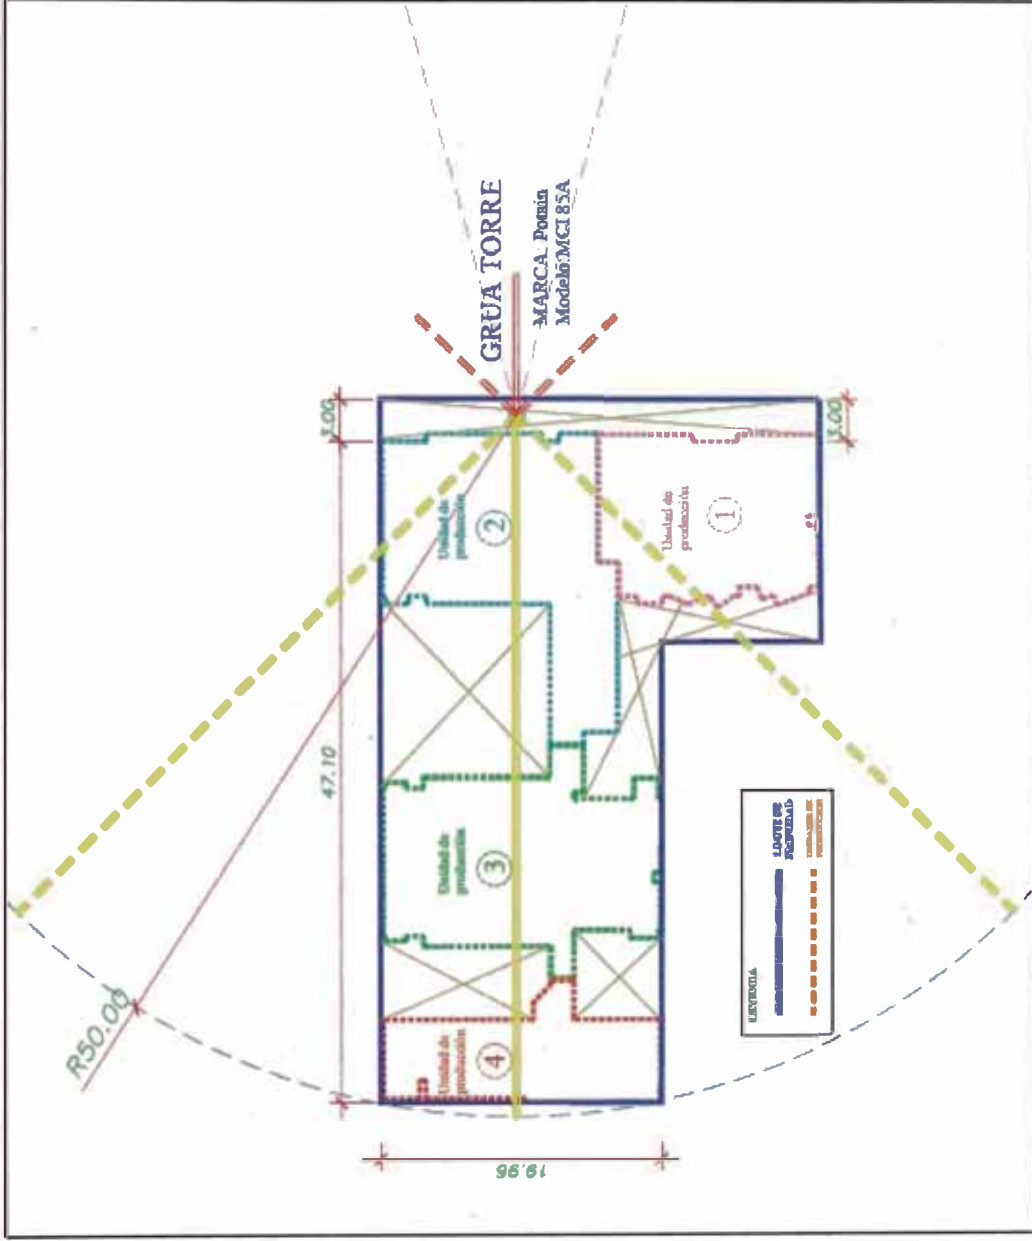 GRUA TORRE
MARCA: Potain
Modelo:MCI 85A
3.00
3.00
47.10
R50.00
19.96
Unidad de
producción
1
Unidad de
producción
2
Unidad de
producción
3
Unidad de
producción
4
LEYENDA
LIMITE DE
PROPIEDAD